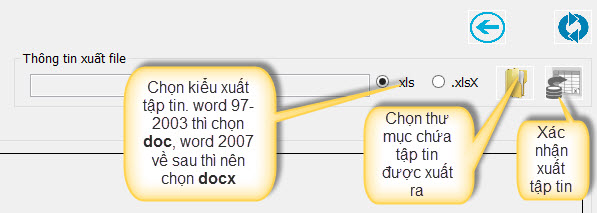 Thông tin xuất file
.xls
.xlsX
Chọn kiểu xuất
tập tin. word 97-
2003 thì chọn
doc, word 2007
về sau thì nên
chọn docx
Chọn thư
mục chứa
tập tin
được xuất
ra
Xác
nhận
xuất
tập tin